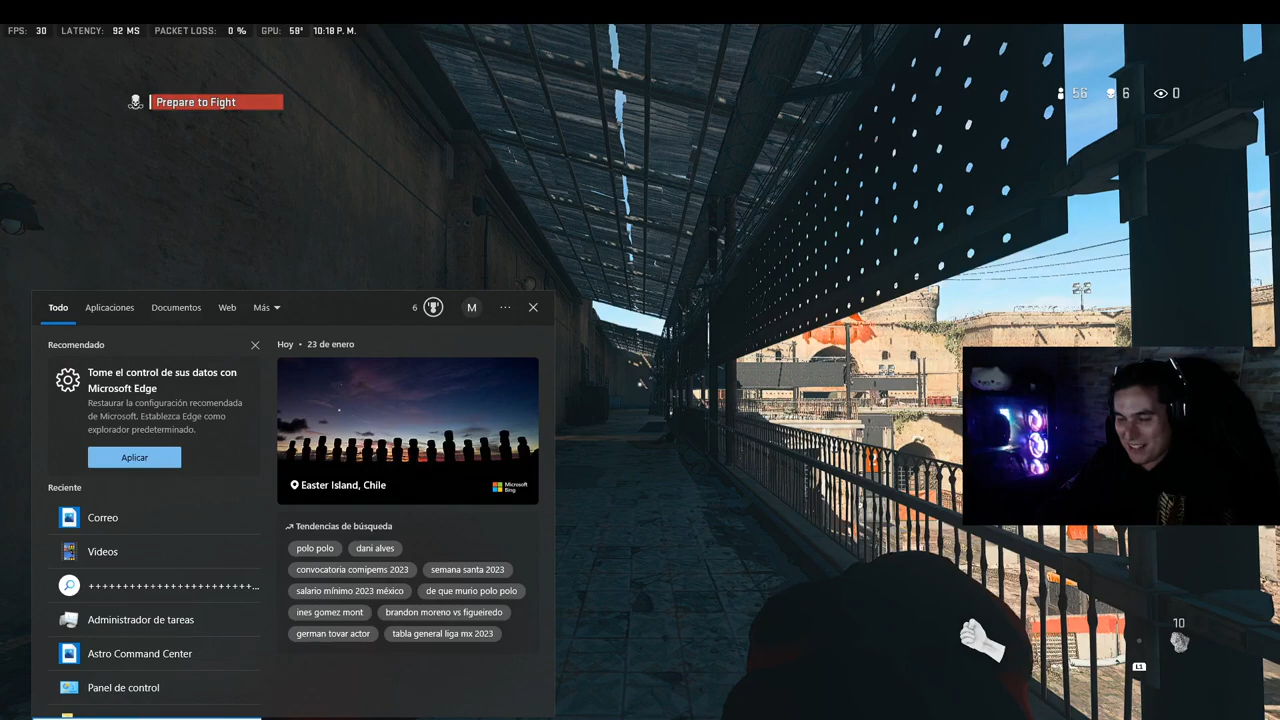 FPS: 30 LATENCY: 92 MS PACKET LOSS: 0 % GPU: 58° 10:18 P. M.
Prepare to Fight
56 6 0
Todo Aplicaciones Documentos Web Más 6 M ...
Recomendado
Tome el control de sus datos con
Microsoft Edge
Restaurar la configuración recomendada
de Microsoft. Establezca Edge como
explorador predeterminado.
Aplicar
Reciente
Correo
Videos
++++++++++++++++++++++++...
Administrador de tareas
Astro Command Center
Panel de control
Hoy • 23 de enero
Easter Island, Chile
Microsoft
Bing
Tendencias de búsqueda
polo polo dani alves
convocatoria comipems 2023 semana santa 2023
salario mínimo 2023 méxico de que murio polo polo
ines gomez mont brandon moreno vs figueiredo
german tovar actor tabla general liga mx 2023
10
L1